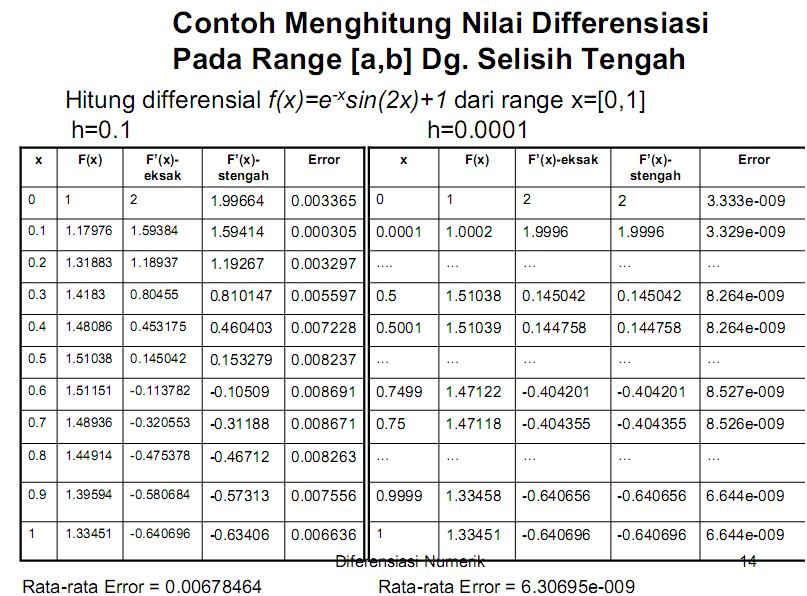 Contoh Menghitung Nilai Differensiasi
Pada Range [a,b] Dg. Selisih Tengah
Hitung differensial f(x)=e-xsin(2x)+1 dari range x=[0,1]
h=0.1 h=0.0001
x F(x) F’(x)-eksak F’(x)-stengah Error x F(x) F’(x)-eksak F’(x)-stengah Error
0 1 2 1.99664 0.003365 0 1 2 2 3.333e-009
0.1 1.17976 1.59384 1.59414 0.000305 0.0001 1.0002 1.9996 1.9996 3.329e-009
0.2 1.31883 1.18937 1.19267 0.003297 .... ... ... ... ...
0.3 1.4183 0.80455 0.810147 0.005597 0.5 1.51038 0.145042 0.145042 8.264e-009
0.4 1.48086 0.453175 0.460403 0.007228 0.5001 1.51039 0.144758 0.144758 8.264e-009
0.5 1.51038 0.145042 0.153279 0.008237 ... ... ... ... ...
0.6 1.51151 -0.113782 -0.10509 0.008691 0.7499 1.47122 -0.404201 -0.404201 8.527e-009
0.7 1.48936 -0.320553 -0.31188 0.008671 0.75 1.47118 -0.404355 -0.404355 8.526e-009
0.8 1.44914 -0.475378 -0.46712 0.008263 ... ... ... ... ...
0.9 1.39594 -0.580684 -0.57313 0.007556 0.9999 1.33458 -0.640656 -0.640656 6.644e-009
1 1.33451 -0.640696 -0.63406 0.006636 1 1.33451 -0.640696 -0.640696 6.644e-009
Diferensiasi Numerik 14
Rata-rata Error = 0.00678464 Rata-rata Error = 6.30695e-009